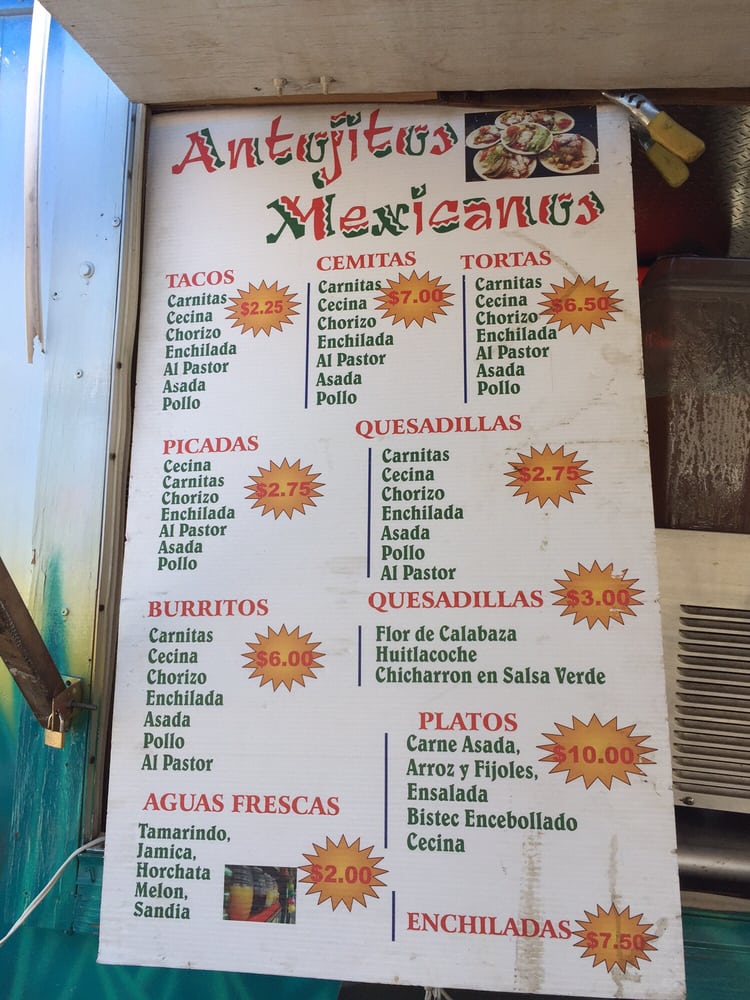 Antojitos
Mexicanos
TACOS
$2.25
Carnitas
Cecina
Chorizo
Enchilada
Al Pastor
Asada
Pollo
CEMITAS
$7.00
Carnitas
Cecina
Chorizo
Enchilada
Al Pastor
Asada
Pollo
TORTAS
$6.50
Carnitas
Cecina
Chorizo
Enchilada
Al Pastor
Asada
Pollo
PICADAS
$2.75
Cecina
Carnitas
Chorizo
Enchilada
Al Pastor
Asada
Pollo
QUESADILLAS
$2.75
Carnitas
Cecina
Chorizo
Enchilada
Asada
Pollo
Al Pastor
BURRITOS
$6.00
Carnitas
Cecina
Chorizo
Enchilada
Asada
Pollo
Al Pastor
QUESADILLAS $3.00
Flor de Calabaza
Huitlacoche
Chicharron en Salsa Verde
PLATOS
$10.00
Carne Asada,
Arroz y Fijoles,
Ensalada
Bistec Encebollado
Cecina
AGUAS FRESCAS
$2.00
Tamarindo,
Jamica,
Horchata
Melon,
Sandia
ENCHILADAS $7.50